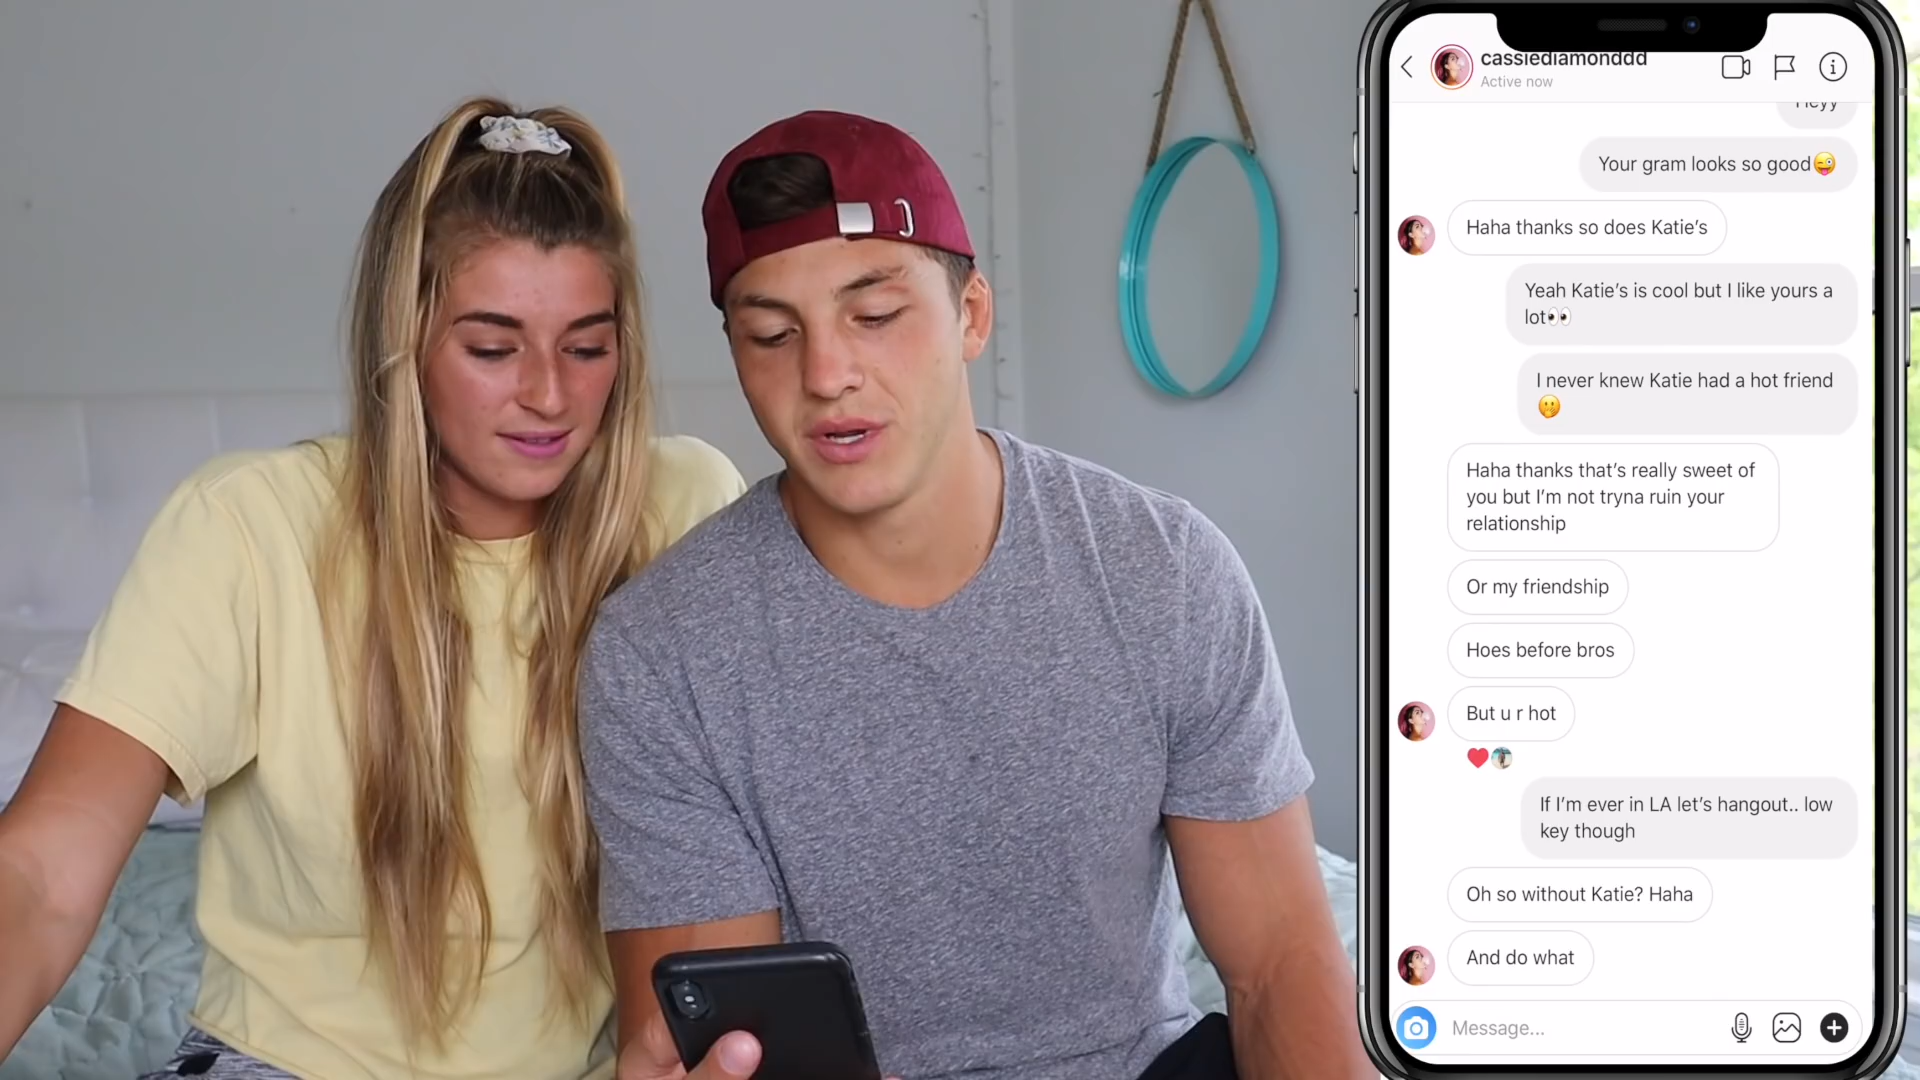 cassiediamonddd
Active now
Heyy
Your gram looks so good😜
Haha thanks so does Katie’s
Yeah Katie’s is cool but I like yours a
lot👀
I never knew Katie had a hot friend
🤭
Haha thanks that’s really sweet of
you but I’m not tryna ruin your
relationship
Or my friendship
Hoes before bros
But u r hot
❤️
If I’m ever in LA let’s hangout.. low
key though
Oh so without Katie? Haha
And do what
Message...